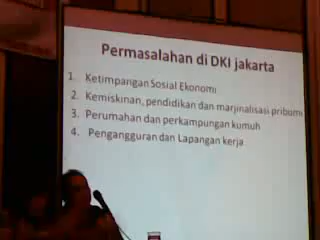 Permasalahan di DKI jakarta
1. Ketimpangan Sosial Ekonomi
2. Kemiskinan, pendidikan dan marjinalisasi pribumi
3. Perumahan dan perkampungan kumuh
4. Pengangguran dan Lapangan kerja